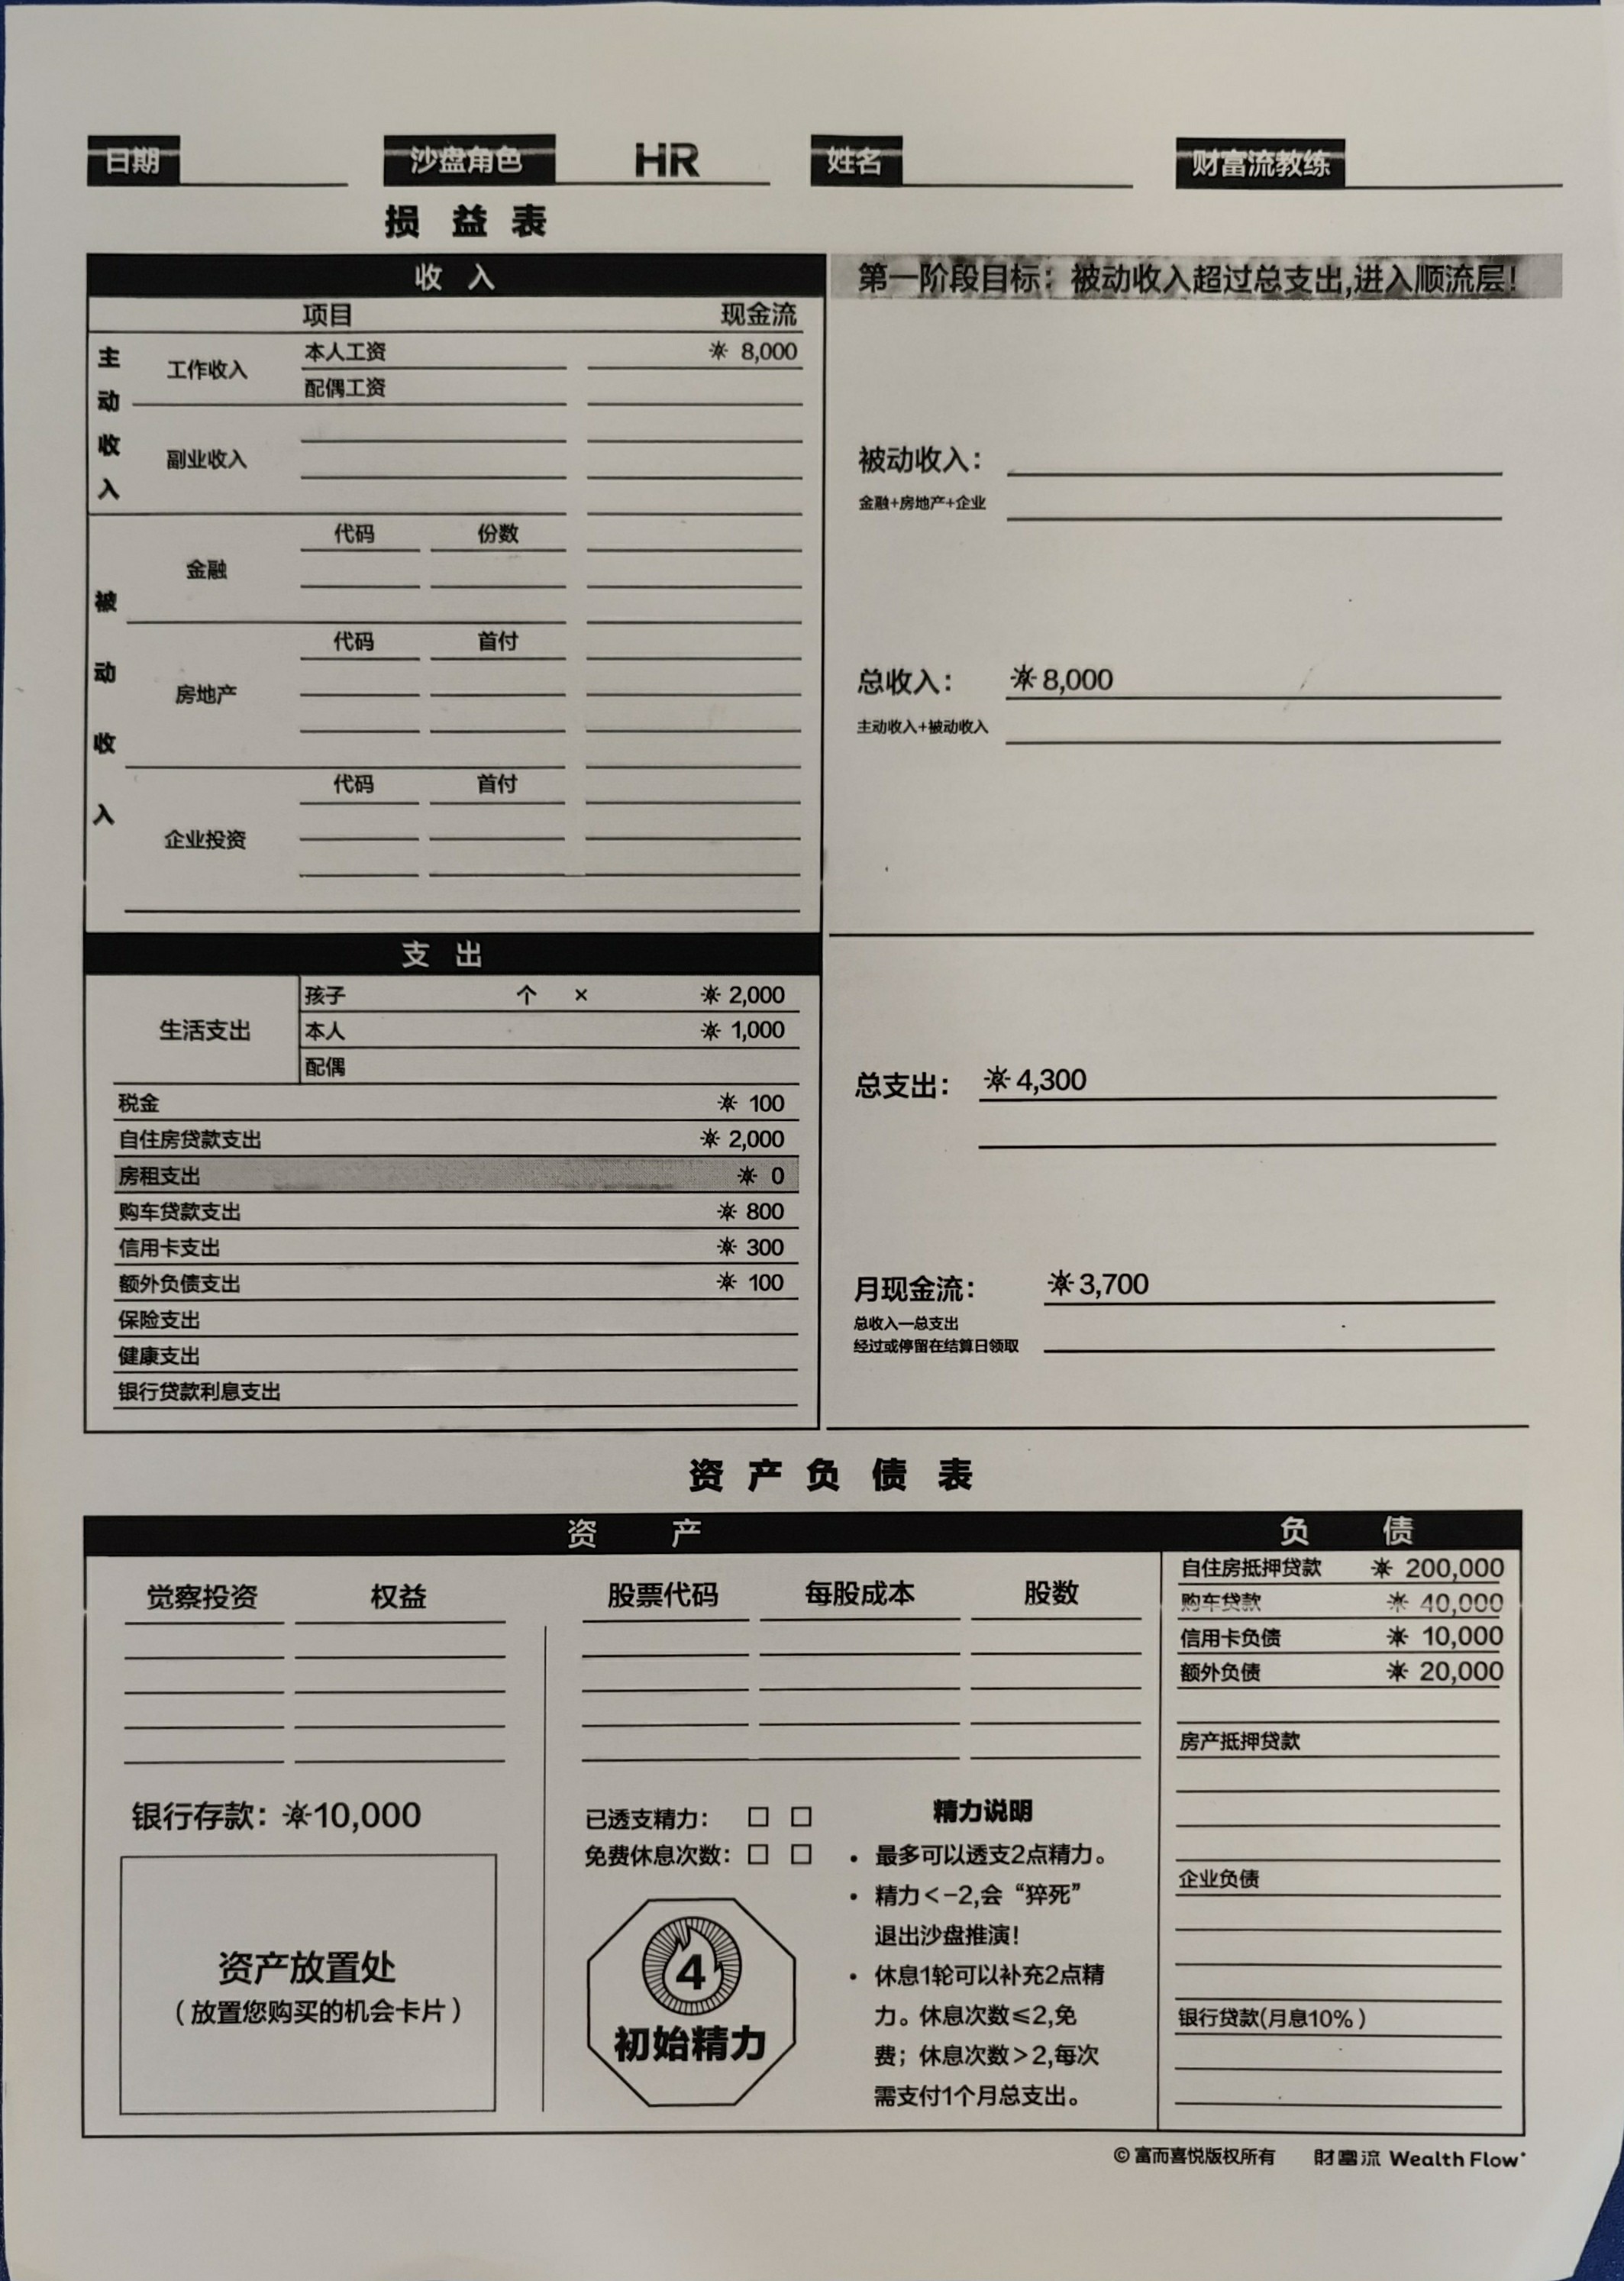 日期 沙盘角色 HR 姓名 财富流教练
损益表
收入
第一阶段目标：被动收入超过总支出,进入顺流层！
项目 现金流
主动收入
工作收入
本人工资 8,000
配偶工资
副业收入
被动收入
金融
代码 份数
房地产
代码 首付
企业投资
代码 首付
被动收入：
金融+房地产+企业
总收入： 8,000
主动收入+被动收入
支出
生活支出
孩子 个 × 2,000
本人 1,000
配偶
税金 100
自住房贷款支出 2,000
房租支出 0
购车贷款支出 800
信用卡支出 300
额外负债支出 100
保险支出
健康支出
银行贷款利息支出
总支出： 4,300
月现金流： 3,700
总收入—总支出
经过或停留在结算日领取
资产负债表
资产
觉察投资 权益
股票代码 每股成本 股数
银行存款：10,000
资产放置处
（放置您购买的机会卡片）
已透支精力： □ □
免费休息次数： □ □
4
初始精力
精力说明
• 最多可以透支2点精力。
• 精力＜−2,会“猝死”
退出沙盘推演！
• 休息1轮可以补充2点精
力。休息次数≤2,免
费；休息次数＞2,每次
需支付1个月总支出。
负债
自住房抵押贷款 200,000
购车贷款 40,000
信用卡负债 10,000
额外负债 20,000
房产抵押贷款
企业负债
银行贷款(月息10%)
© 富而喜悦版权所有 財富流 Wealth Flow